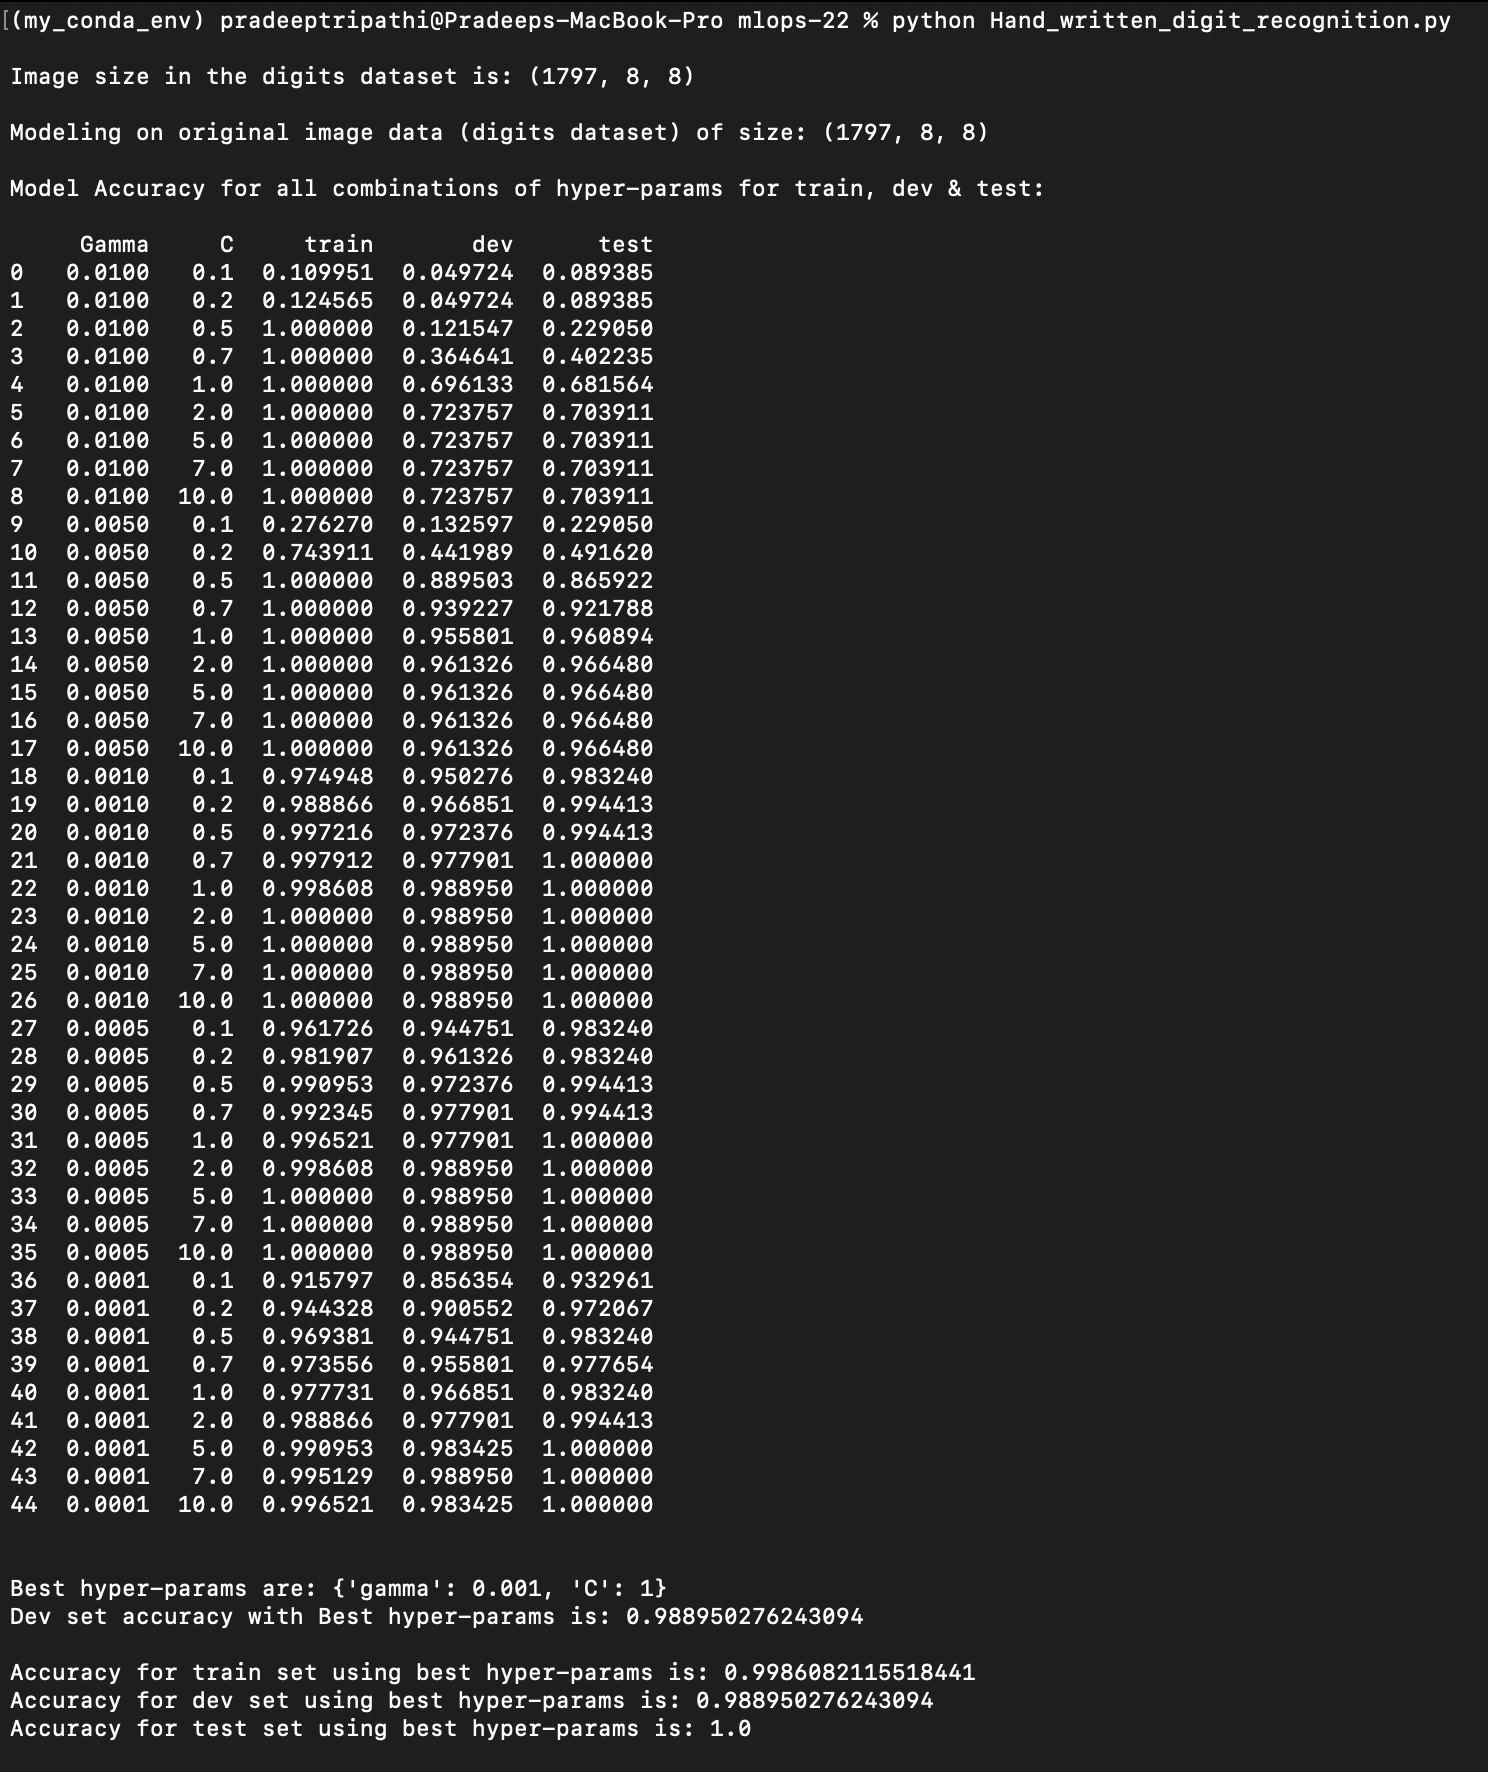 [(my_conda_env) pradeeptripathi@Pradeeps-MacBook-Pro mlops-22 % python Hand_written_digit_recognition.py
Image size in the digits dataset is: (1797, 8, 8)
Modeling on original image data (digits dataset) of size: (1797, 8, 8)
Model Accuracy for all combinations of hyper-params for train, dev & test:
Gamma C train dev test
0 0.0100 0.1 0.109951 0.049724 0.089385
1 0.0100 0.2 0.124565 0.049724 0.089385
2 0.0100 0.5 1.000000 0.121547 0.229050
3 0.0100 0.7 1.000000 0.364641 0.402235
4 0.0100 1.0 1.000000 0.696133 0.681564
5 0.0100 2.0 1.000000 0.723757 0.703911
6 0.0100 5.0 1.000000 0.723757 0.703911
7 0.0100 7.0 1.000000 0.723757 0.703911
8 0.0100 10.0 1.000000 0.723757 0.703911
9 0.0050 0.1 0.276270 0.132597 0.229050
10 0.0050 0.2 0.743911 0.441989 0.491620
11 0.0050 0.5 1.000000 0.889503 0.865922
12 0.0050 0.7 1.000000 0.939227 0.921788
13 0.0050 1.0 1.000000 0.955801 0.960894
14 0.0050 2.0 1.000000 0.961326 0.966480
15 0.0050 5.0 1.000000 0.961326 0.966480
16 0.0050 7.0 1.000000 0.961326 0.966480
17 0.0050 10.0 1.000000 0.961326 0.966480
18 0.0010 0.1 0.974948 0.950276 0.983240
19 0.0010 0.2 0.988866 0.966851 0.994413
20 0.0010 0.5 0.997216 0.972376 0.994413
21 0.0010 0.7 0.997912 0.977901 1.000000
22 0.0010 1.0 0.998608 0.988950 1.000000
23 0.0010 2.0 1.000000 0.988950 1.000000
24 0.0010 5.0 1.000000 0.988950 1.000000
25 0.0010 7.0 1.000000 0.988950 1.000000
26 0.0010 10.0 1.000000 0.988950 1.000000
27 0.0005 0.1 0.961726 0.944751 0.983240
28 0.0005 0.2 0.981907 0.961326 0.983240
29 0.0005 0.5 0.990953 0.972376 0.994413
30 0.0005 0.7 0.992345 0.977901 0.994413
31 0.0005 1.0 0.996521 0.977901 1.000000
32 0.0005 2.0 0.998608 0.988950 1.000000
33 0.0005 5.0 1.000000 0.988950 1.000000
34 0.0005 7.0 1.000000 0.988950 1.000000
35 0.0005 10.0 1.000000 0.988950 1.000000
36 0.0001 0.1 0.915797 0.856354 0.932961
37 0.0001 0.2 0.944328 0.900552 0.972067
38 0.0001 0.5 0.969381 0.944751 0.983240
39 0.0001 0.7 0.973556 0.955801 0.977654
40 0.0001 1.0 0.977731 0.966851 0.983240
41 0.0001 2.0 0.988866 0.977901 0.994413
42 0.0001 5.0 0.990953 0.983425 1.000000
43 0.0001 7.0 0.995129 0.988950 1.000000
44 0.0001 10.0 0.996521 0.983425 1.000000
Best hyper-params are: {'gamma': 0.001, 'C': 1}
Dev set accuracy with Best hyper-params is: 0.988950276243094
Accuracy for train set using best hyper-params is: 0.9986082115518441
Accuracy for dev set using best hyper-params is: 0.988950276243094
Accuracy for test set using best hyper-params is: 1.0